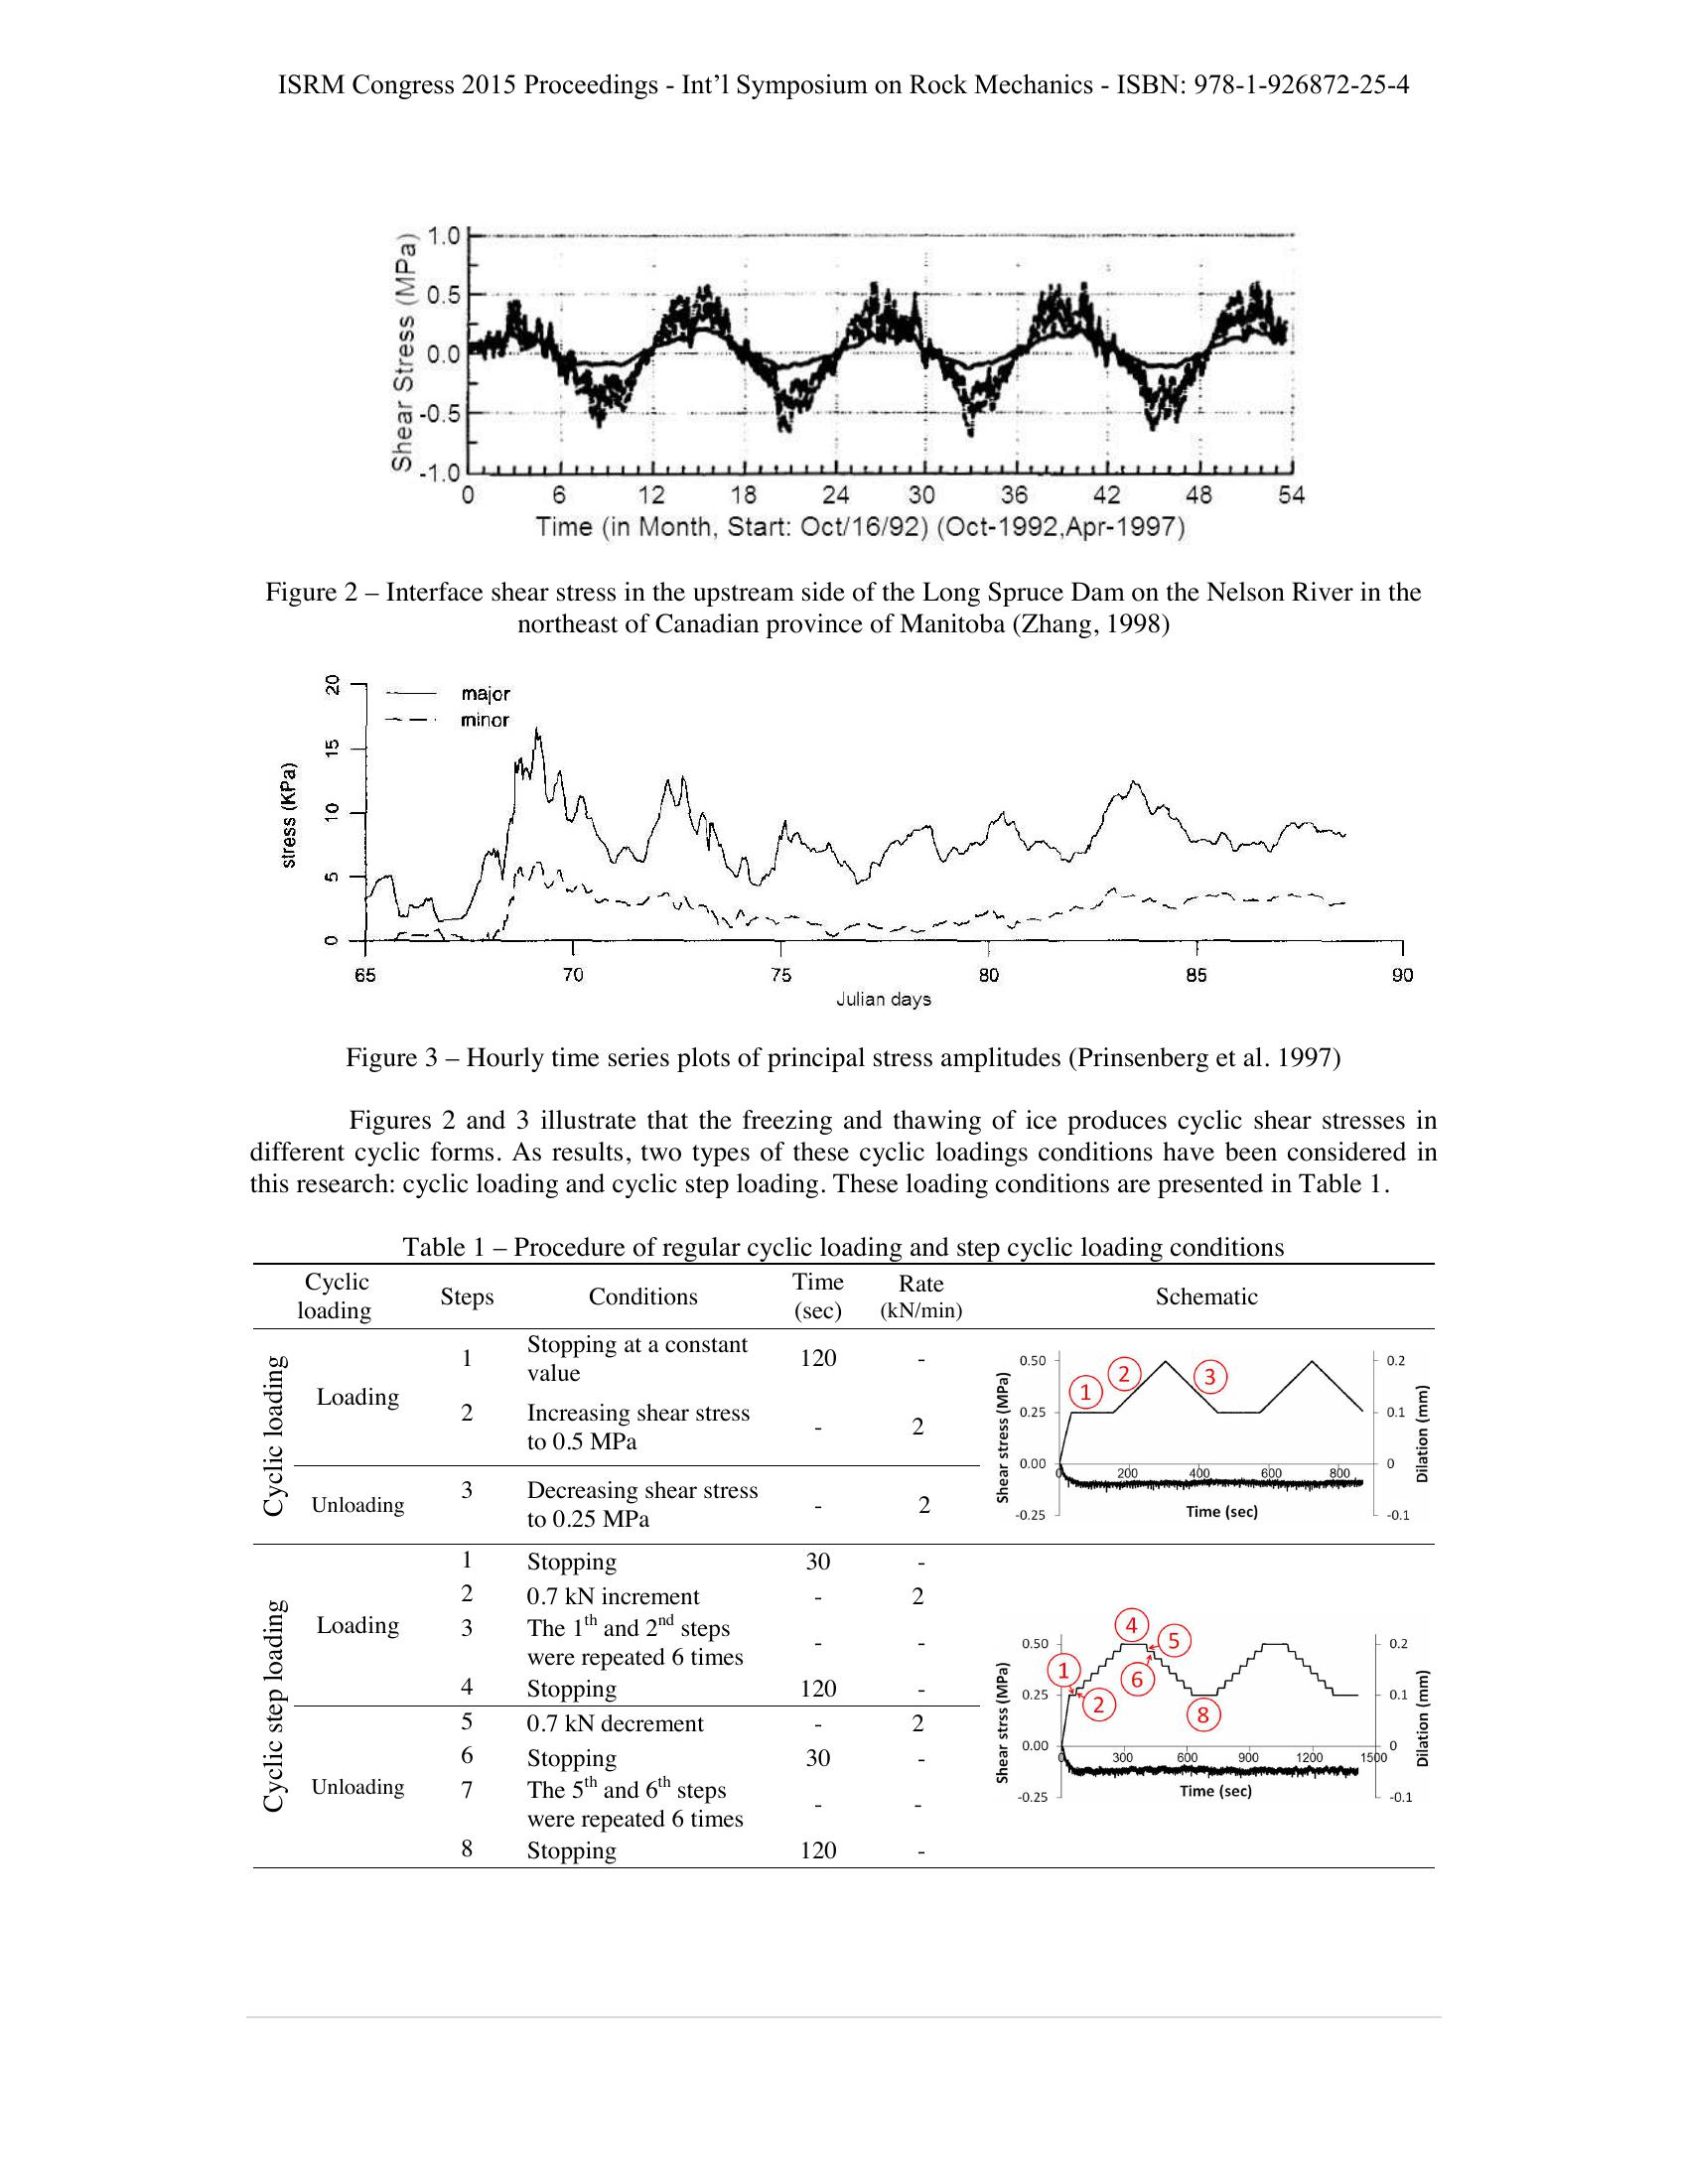 ISRM Congress 2015 Proceedings - Int'l Symposium on Rock Mechanics - ISBN: 978-1-926872-25-4
Shear Stress (MPa)
1.0
0.5
0.0
-0.5
-1.0
0 6 12 18 24 30 36 42 48 54
Time (in Month, Start: Oct/16/92) (Oct-1992,Apr-1997)
Figure 2 – Interface shear stress in the upstream side of the Long Spruce Dam on the Nelson River in the
northeast of Canadian province of Manitoba (Zhang, 1998)
major
minor
stress (KPa)
20
15
10
5
0
65 70 75 80 85 90
Julian days
Figure 3 – Hourly time series plots of principal stress amplitudes (Prinsenberg et al. 1997)
Figures 2 and 3 illustrate that the freezing and thawing of ice produces cyclic shear stresses in
different cyclic forms. As results, two types of these cyclic loadings conditions have been considered in
this research: cyclic loading and cyclic step loading. These loading conditions are presented in Table 1.
Table 1 – Procedure of regular cyclic loading and step cyclic loading conditions
Cyclic loading Steps Conditions Time (sec) Rate (kN/min) Schematic
Cyclic loading
Loading
1 Stopping at a constant value 120 -
2 Increasing shear stress to 0.5 MPa - 2
Unloading
3 Decreasing shear stress to 0.25 MPa - 2
Shear stress (MPa)
0.50
0.25
0.00
-0.25
1 2 3
0 200 400 600 800
Time (sec)
0.2
0.1
0
-0.1
Dilation (mm)
Cyclic step loading
Loading
1 Stopping 30 -
2 0.7 kN increment - 2
3 The 1th and 2nd steps were repeated 6 times - -
4 Stopping 120 -
Unloading
5 0.7 kN decrement - 2
6 Stopping 30 -
7 The 5th and 6th steps were repeated 6 times - -
8 Stopping 120 -
Shear strss (MPa)
0.50
0.25
0.00
-0.25
1 2 4 5 6 8
0 300 600 900 1200 1500
Time (sec)
0.2
0.1
0
-0.1
Dilation (mm)